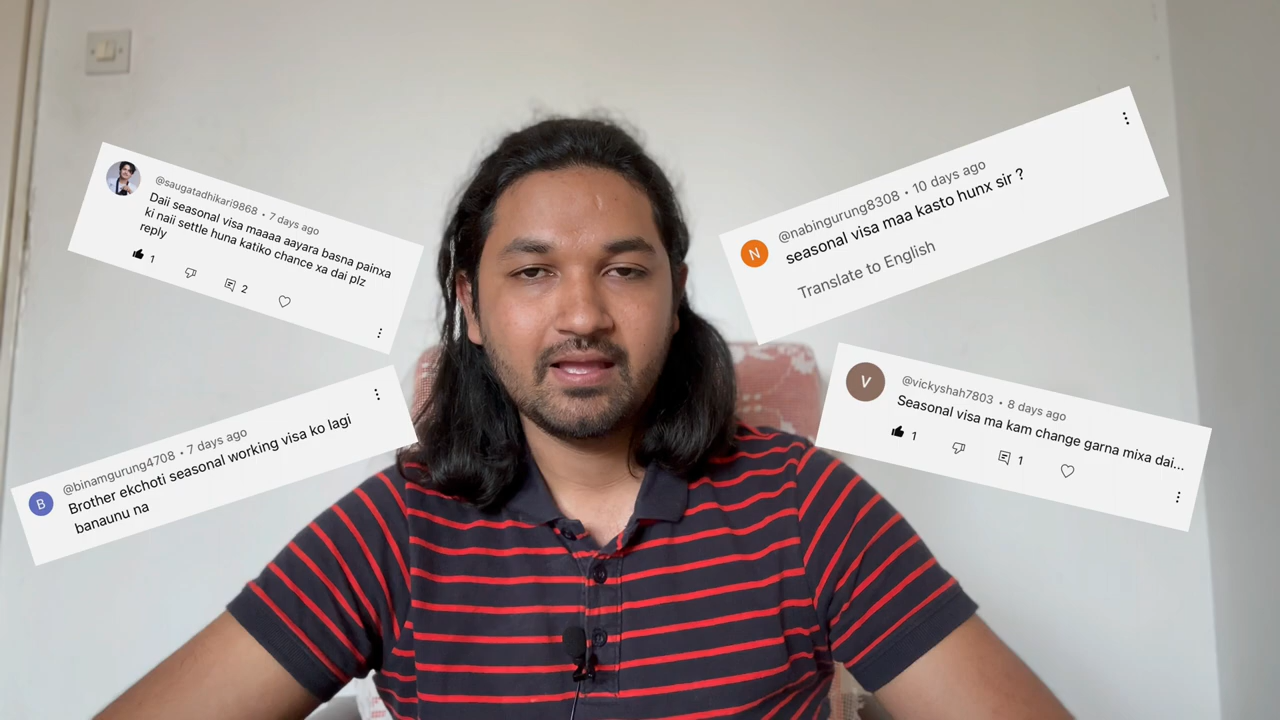 @saugatadhikari9868 • 7 days ago
Daii seasonal visa maaaa aayara basna painxa
ki naii settle huna katiko chance xa dai plz
reply
1
2
@binamgurung4708 • 7 days ago
Brother ekchoti seasonal working visa ko lagi
banaunu na
B
@nabingurung8308 • 10 days ago
seasonal visa maa kasto hunx sir ?
Translate to English
N
@vickyshah7803 • 8 days ago
Seasonal visa ma kam change garna mixa dai...
V
1
1